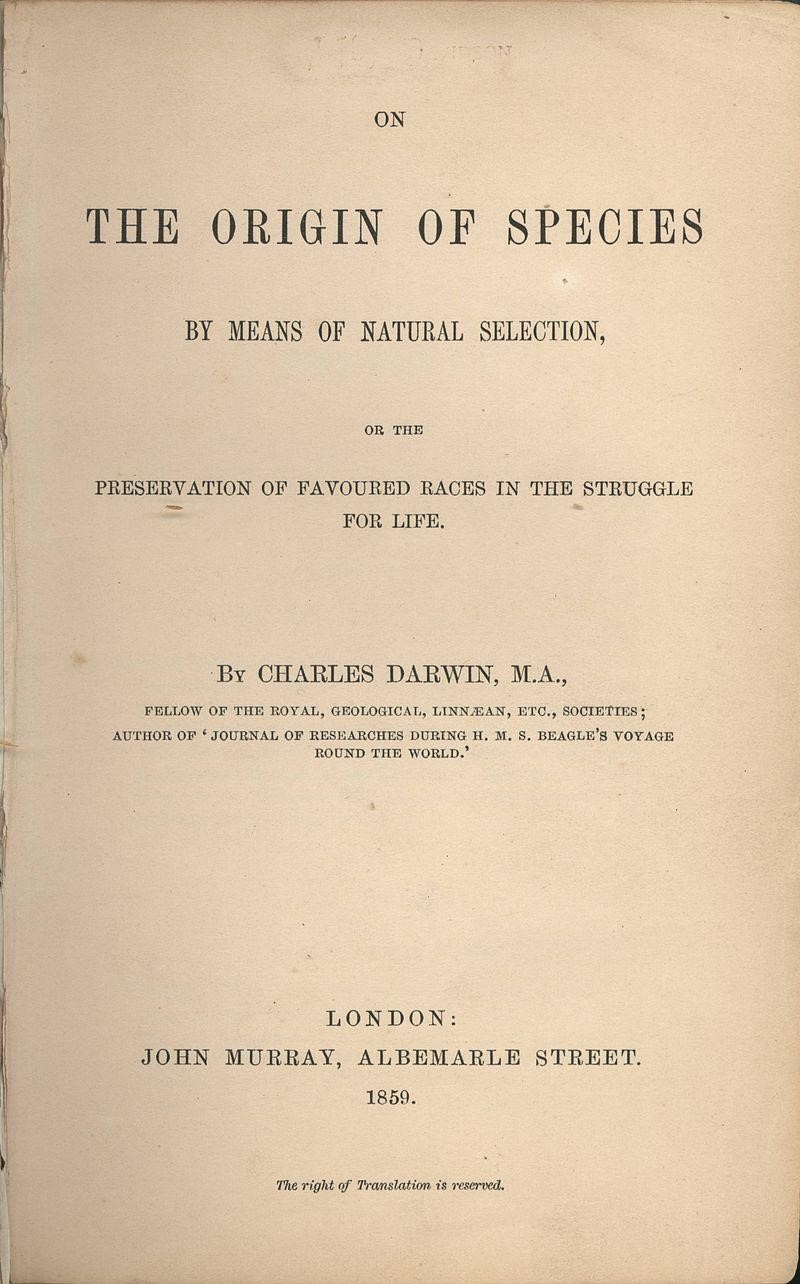 ON
THE ORIGIN OF SPECIES
BY MEANS OF NATURAL SELECTION,
OR THE
PRESERVATION OF FAVOURED RACES IN THE STRUGGLE
FOR LIFE.
By CHARLES DARWIN, M.A.,
FELLOW OF THE ROYAL, GEOLOGICAL, LINNÆAN, ETC., SOCIETIES;
AUTHOR OF ‘JOURNAL OF RESEARCHES DURING H. M. S. BEAGLE’S VOYAGE
ROUND THE WORLD.’
LONDON:
JOHN MURRAY, ALBEMARLE STREET.
1859.
The right of Translation is reserved.